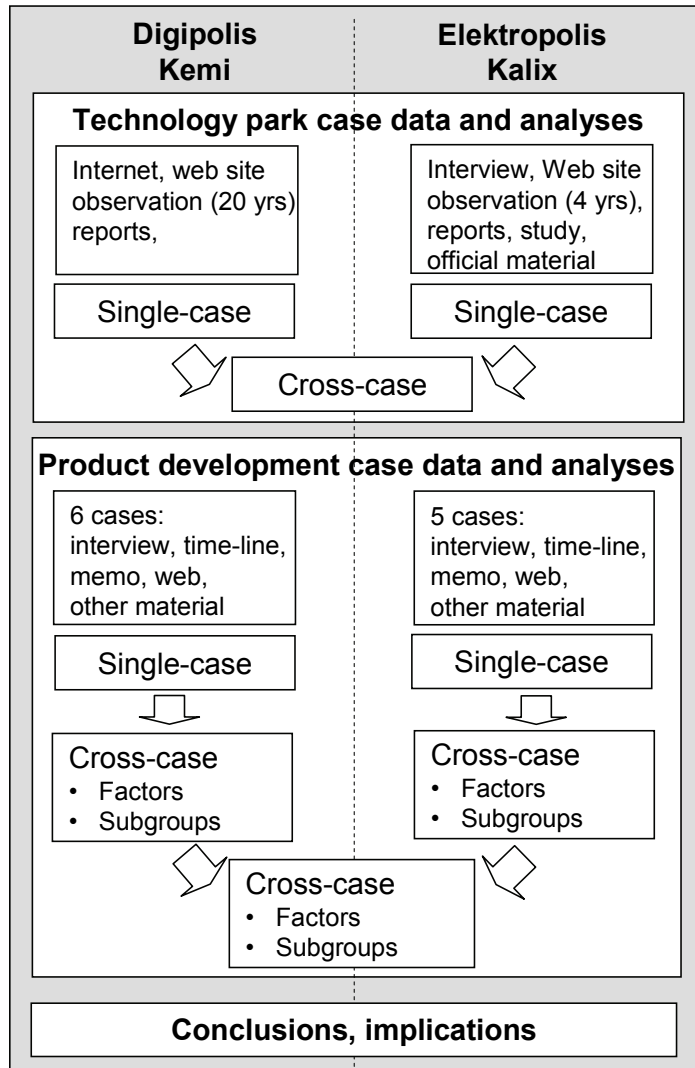 Digipolis
Kemi
Elektropolis
Kalix
Technology park case data and analyses
Internet, web site
observation (20 yrs)
reports,
Interview, Web site
observation (4 yrs),
reports, study,
official material
Single-case
Single-case
Cross-case
Product development case data and analyses
6 cases:
interview, time-line,
memo, web,
other material
5 cases:
interview, time-line,
memo, web,
other material
Single-case
Single-case
Cross-case
• Factors
• Subgroups
Cross-case
• Factors
• Subgroups
Cross-case
• Factors
• Subgroups
Conclusions, implications